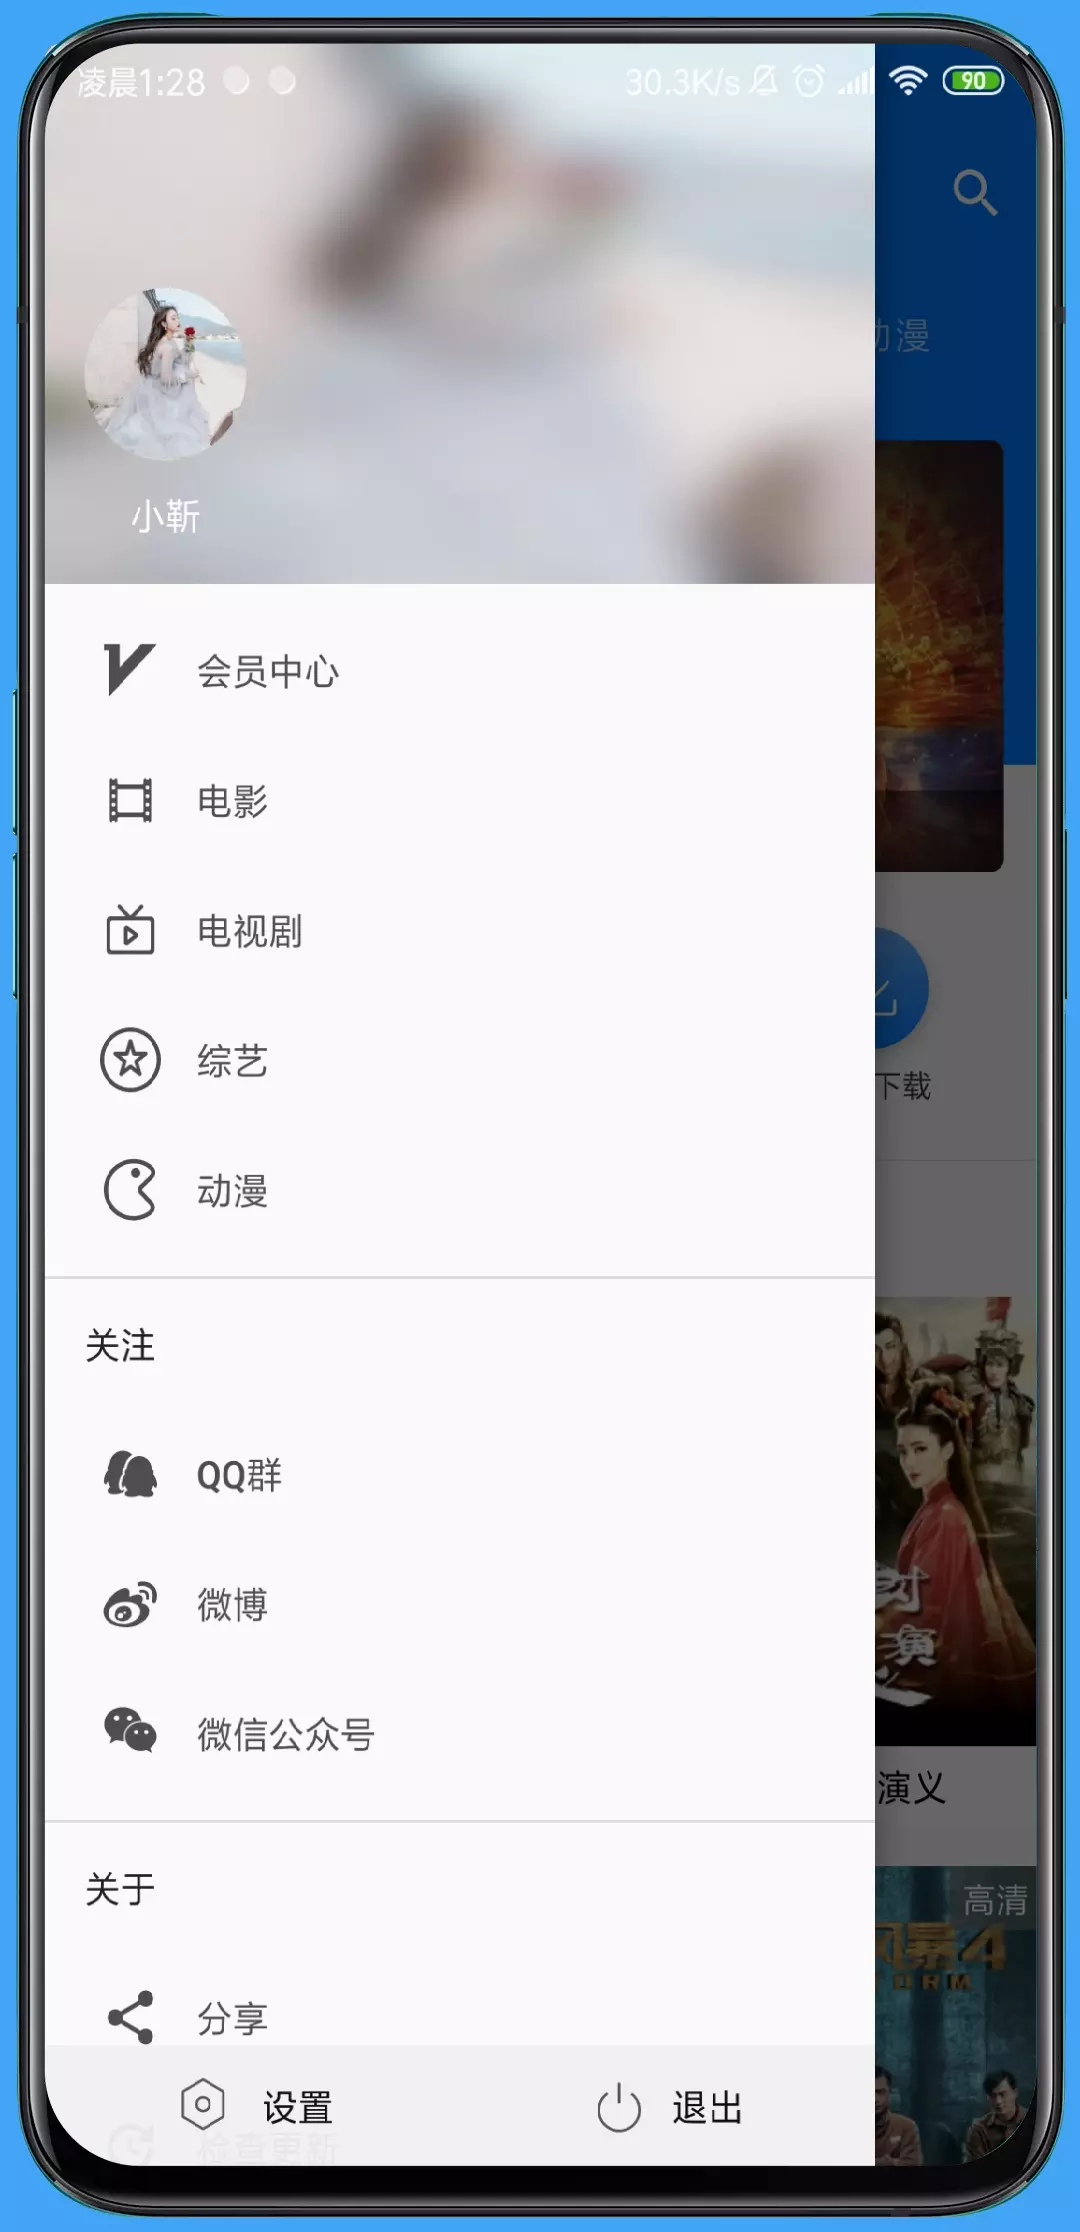 凌晨1:28 30.3K/s 90
动漫
小靳
会员中心
电影
电视剧
综艺
下载
动漫
关注
QQ群
微博
微信公众号
演义
关于
高清
分享
设置 退出
检查更新